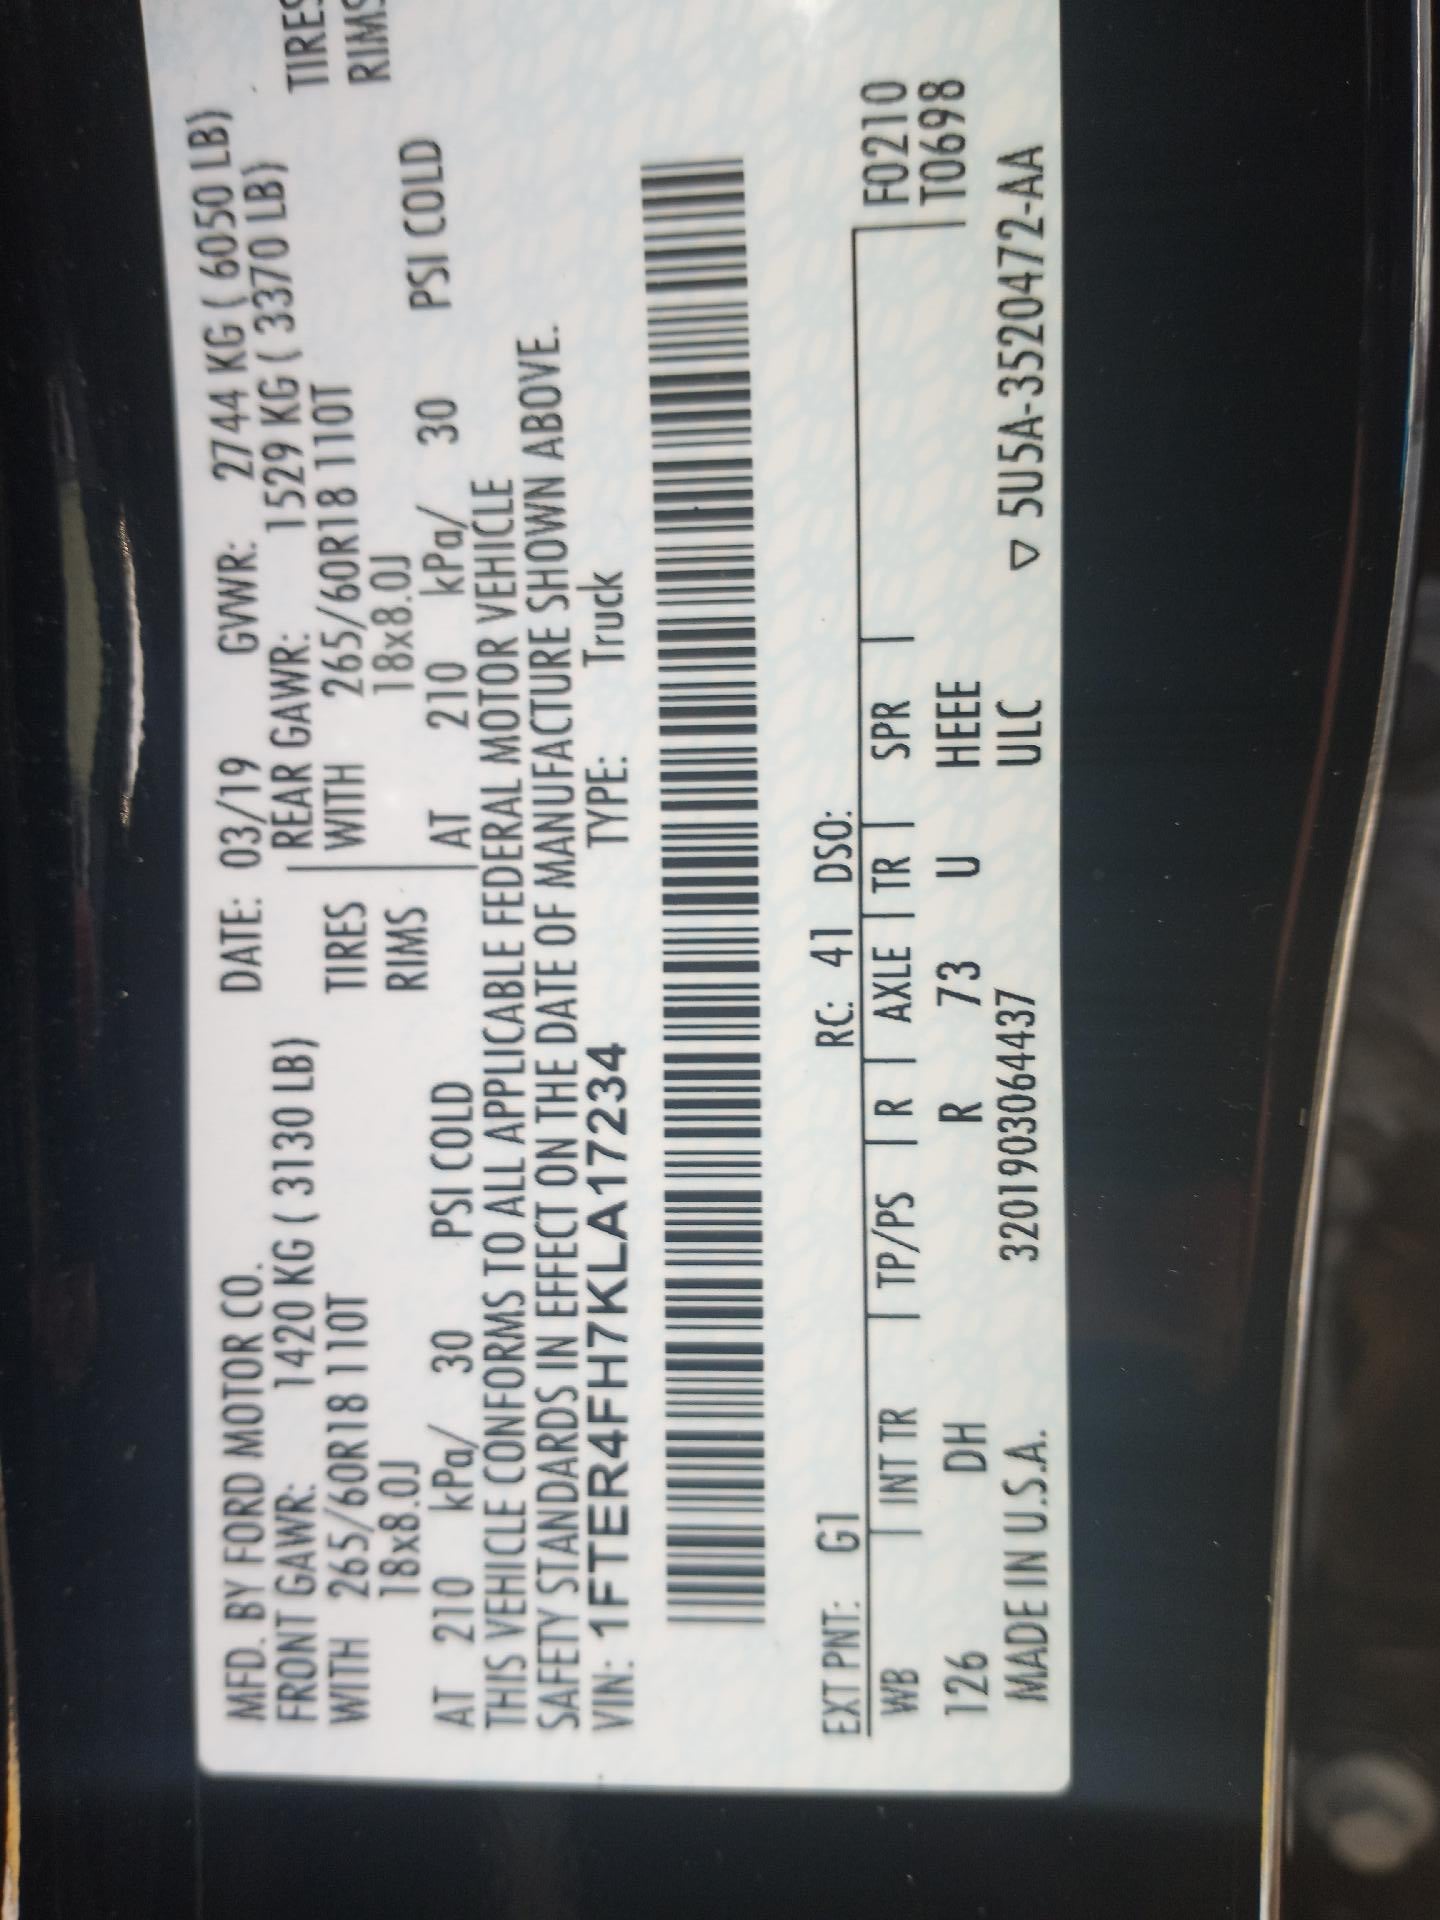 MFD. BY FORD MOTOR CO. DATE: 03/19 GVWR: 2744 KG ( 6050 LB)
FRONT GAWR: 1420 KG ( 3130 LB) REAR GAWR: 1529 KG ( 3370 LB)
WITH 265/60R18 110T TIRES WITH 265/60R18 110T TIRES
18x8.0J RIMS 18x8.0J RIMS
AT 210 kPa/ 30 PSI COLD AT 210 kPa/ 30 PSI COLD
THIS VEHICLE CONFORMS TO ALL APPLICABLE FEDERAL MOTOR VEHICLE
SAFETY STANDARDS IN EFFECT ON THE DATE OF MANUFACTURE SHOWN ABOVE.
VIN: 1FTER4FH7KLA17234 TYPE: Truck
EXT PNT: G1 RC: 41 DSO:
WB INT TR TP/PS R AXLE TR SPR F0210
126 DH R 73 U HEEE T0698
MADE IN U.S.A. 320190306443​7 ULC ▽ 5U5A-3520472-AA